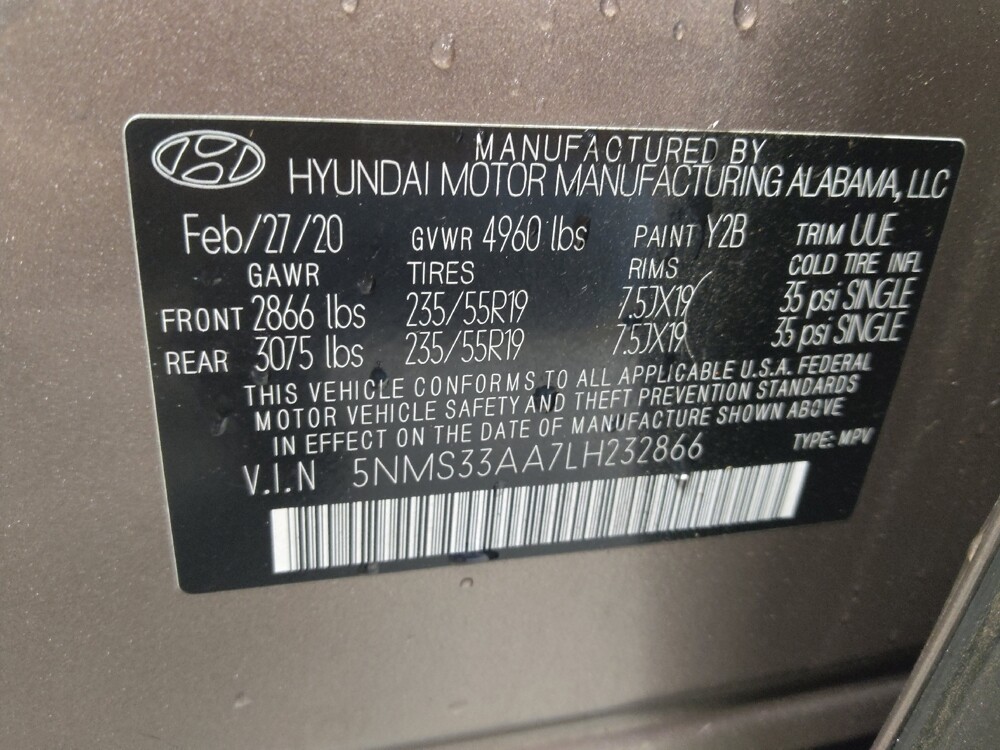 MANUFACTURED BY
HYUNDAI MOTOR MANUFACTURING ALABAMA, LLC
Feb/27/20 GVWR 4960 lbs PAINT Y2B TRIM UUE
GAWR TIRES RIMS COLD TIRE INFL
FRONT 2866 lbs 235/55R19 7.5JX19 35 psi SINGLE
REAR 3075 lbs 235/55R19 7.5JX19 35 psi SINGLE
THIS VEHICLE CONFORMS TO ALL APPLICABLE U.S.A. FEDERAL
MOTOR VEHICLE SAFETY AND THEFT PREVENTION STANDARDS
IN EFFECT ON THE DATE OF MANUFACTURE SHOWN ABOVE
V.I.N 5NMS33AA7LH232866 TYPE: MPV